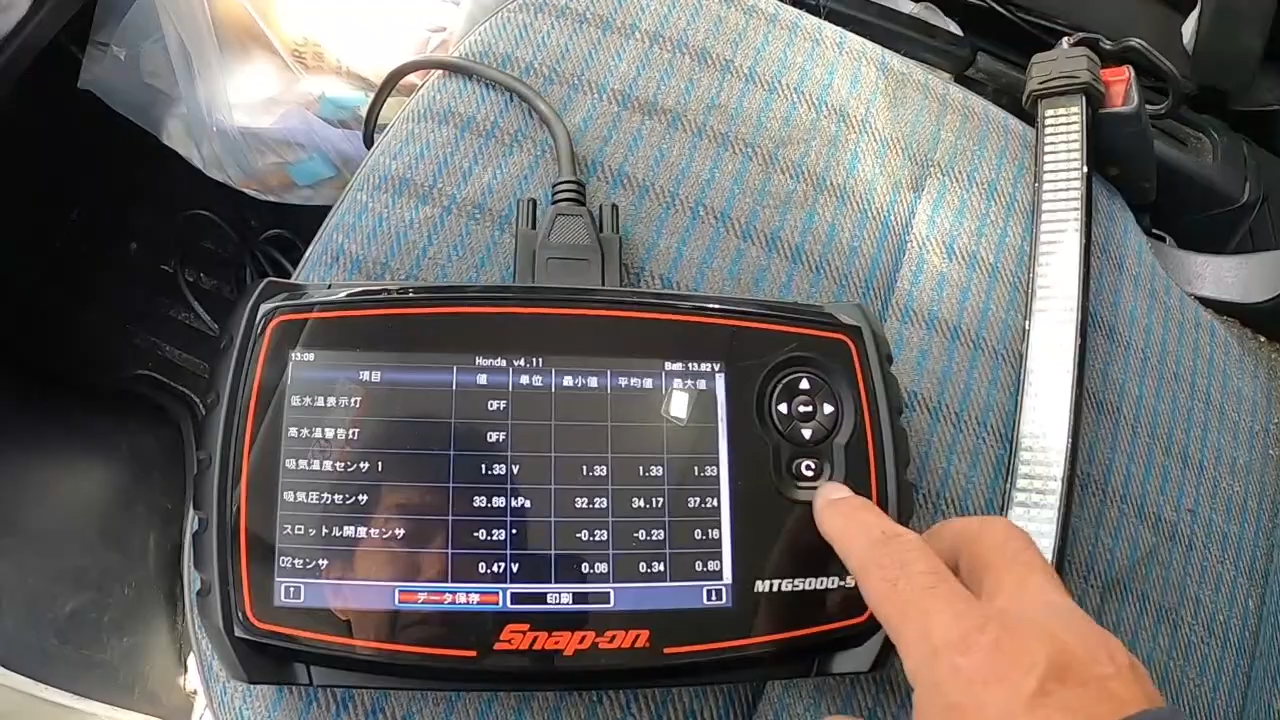 13:08 Honda v4.11 Batt: 13.82 V
項目 値 単位 最小値 平均値 最大値
低水温表示灯 OFF
高水温警告灯 OFF
吸気温度センサ 1 1.33 V 1.33 1.33 1.33
吸気圧力センサ 33.66 kPa 32.23 34.17 37.24
スロットル開度センサ -0.23 ° -0.23 -0.23 0.16
O2センサ 0.47 V 0.06 0.34 0.80
データ保存 印刷
MTG5000-S
Snap-on